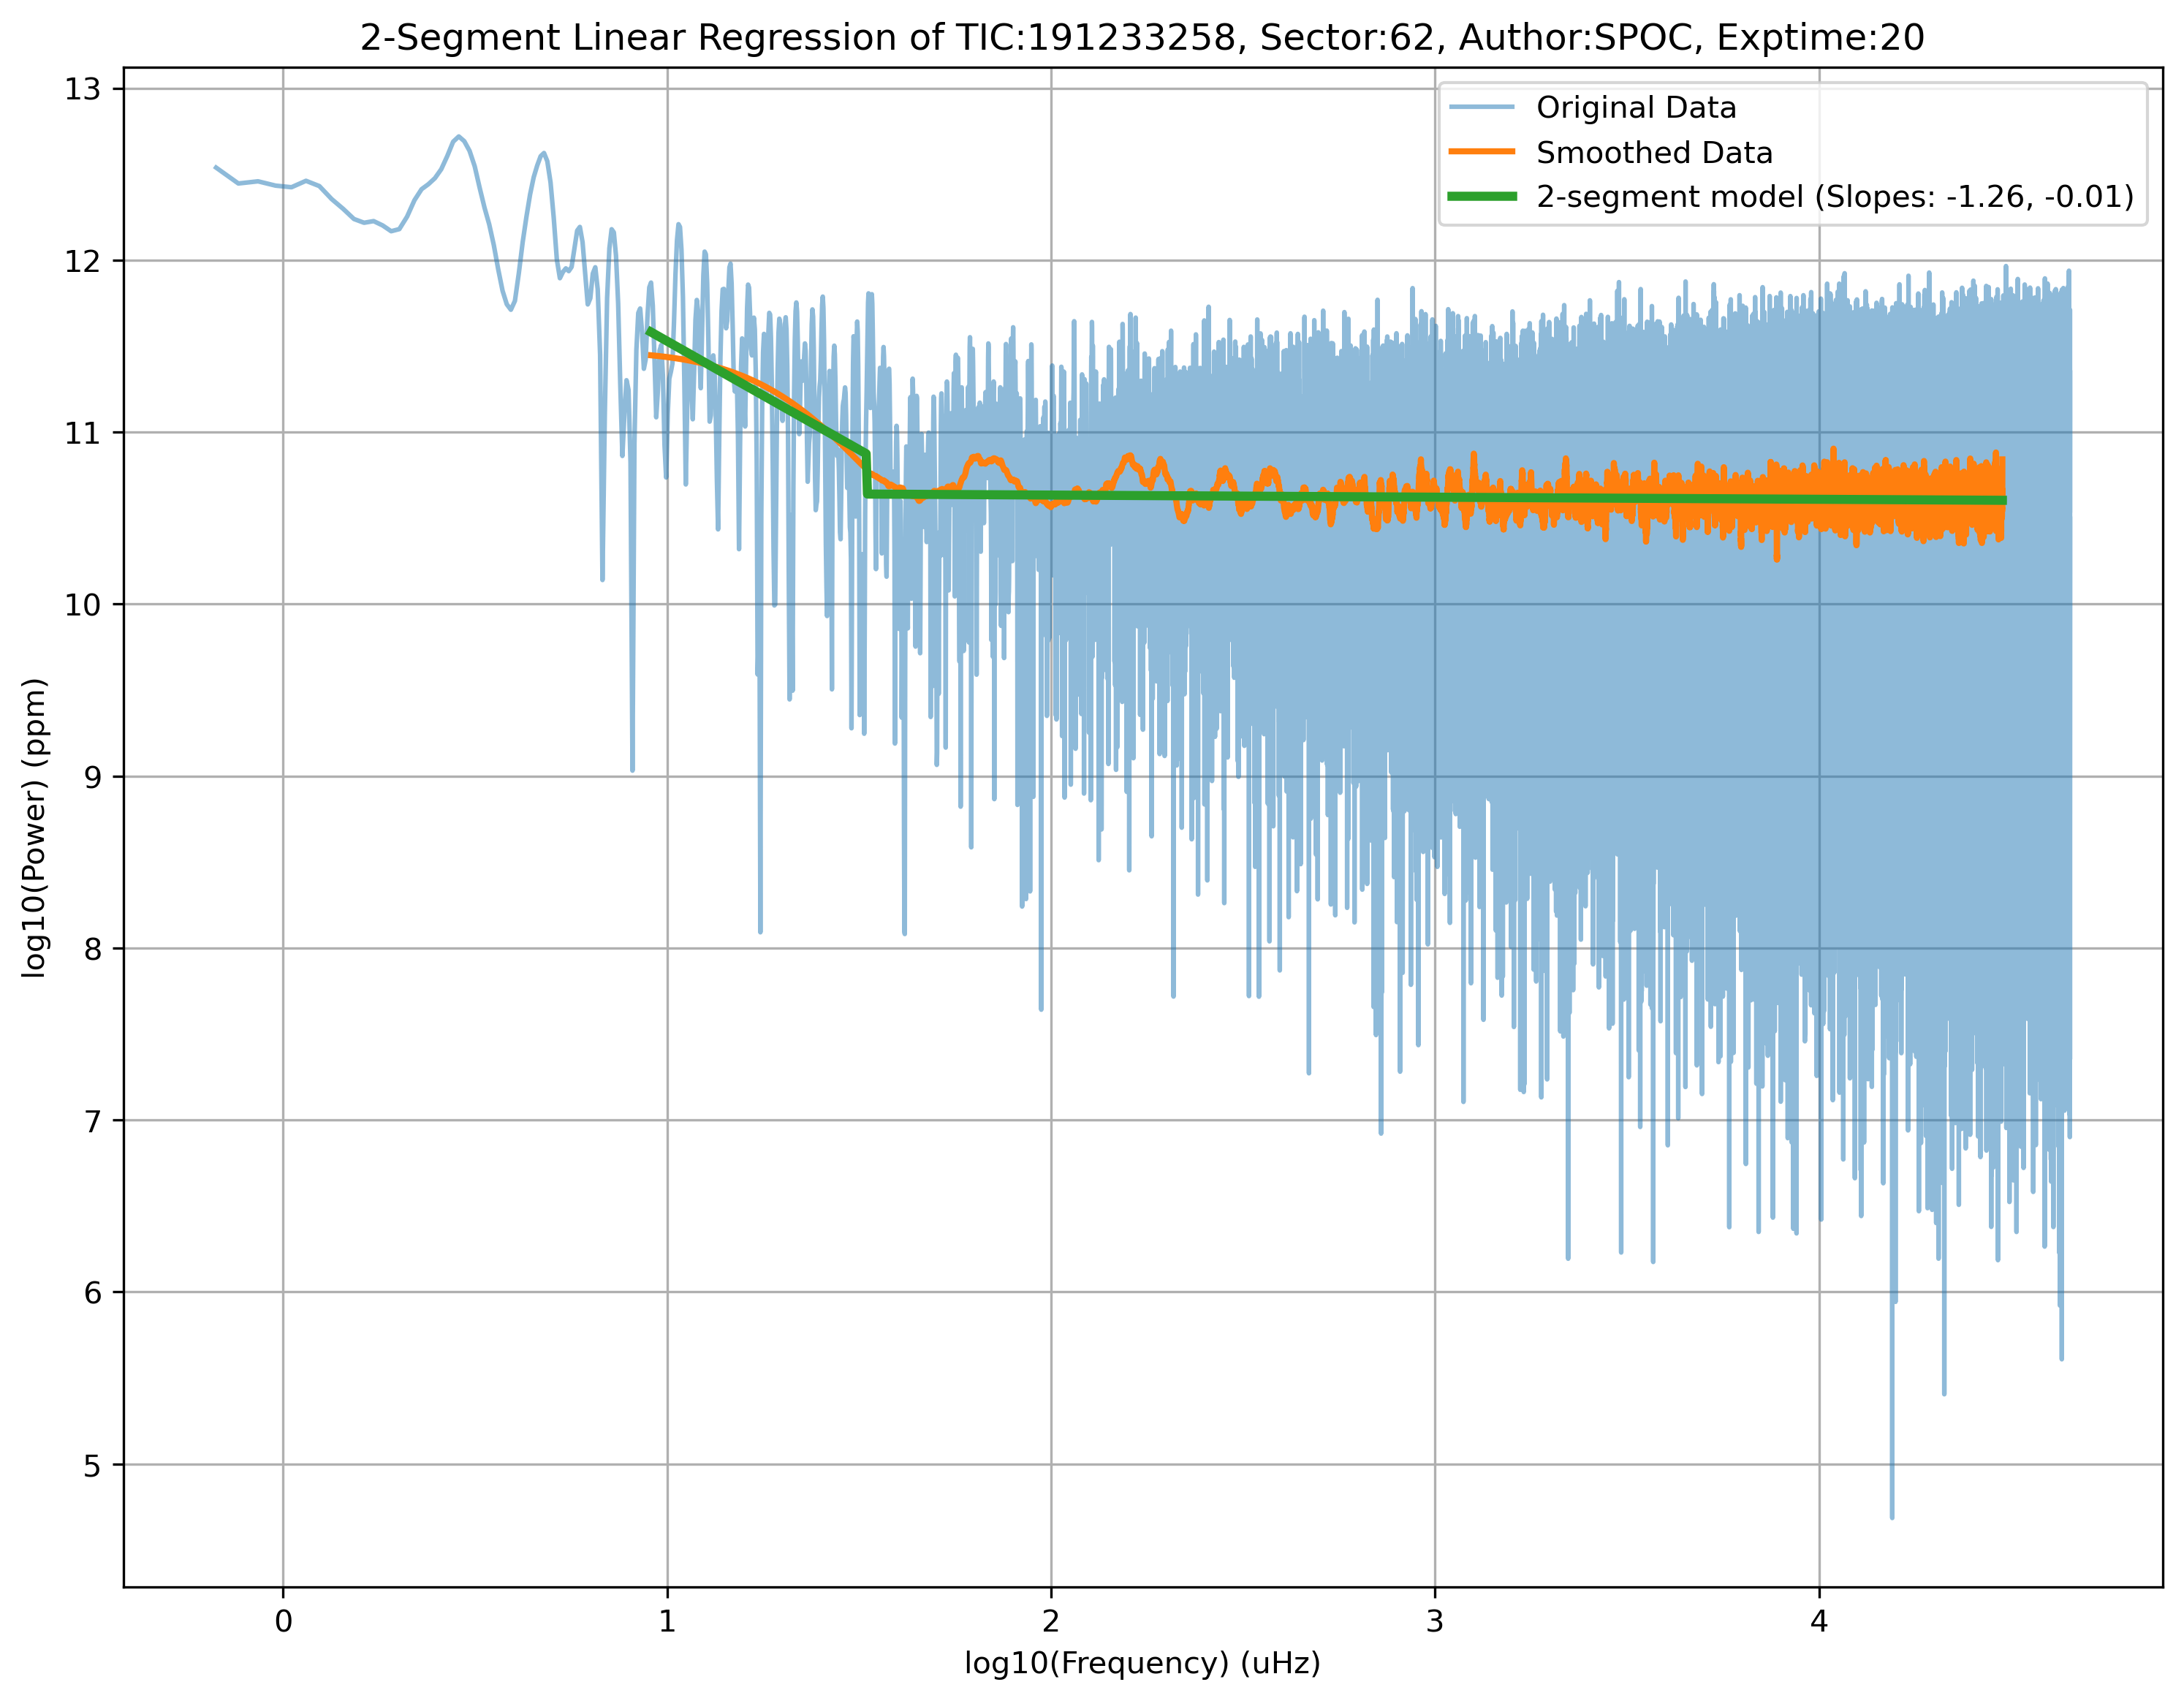 2-Segment Linear Regression of TIC:191233258, Sector:62, Author:SPOC, Exptime:20
Original Data
Smoothed Data
2-segment model (Slopes: -1.26, -0.01)
13
12
11
10
9
8
7
6
5
log10(Power) (ppm)
0 1 2 3 4
log10(Frequency) (uHz)